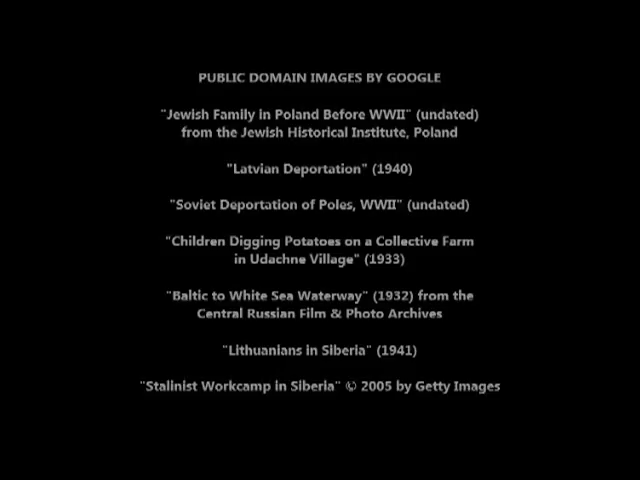 PUBLIC DOMAIN IMAGES BY GOOGLE
"Jewish Family in Poland Before WWII" (undated)
from the Jewish Historical Institute, Poland
"Latvian Deportation" (1940)
"Soviet Deportation of Poles, WWII" (undated)
"Children Digging Potatoes on a Collective Farm
in Udachne Village" (1933)
"Baltic to White Sea Waterway" (1932) from the
Central Russian Film & Photo Archives
"Lithuanians in Siberia" (1941)
"Stalinist Workcamp in Siberia" © 2005 by Getty Images